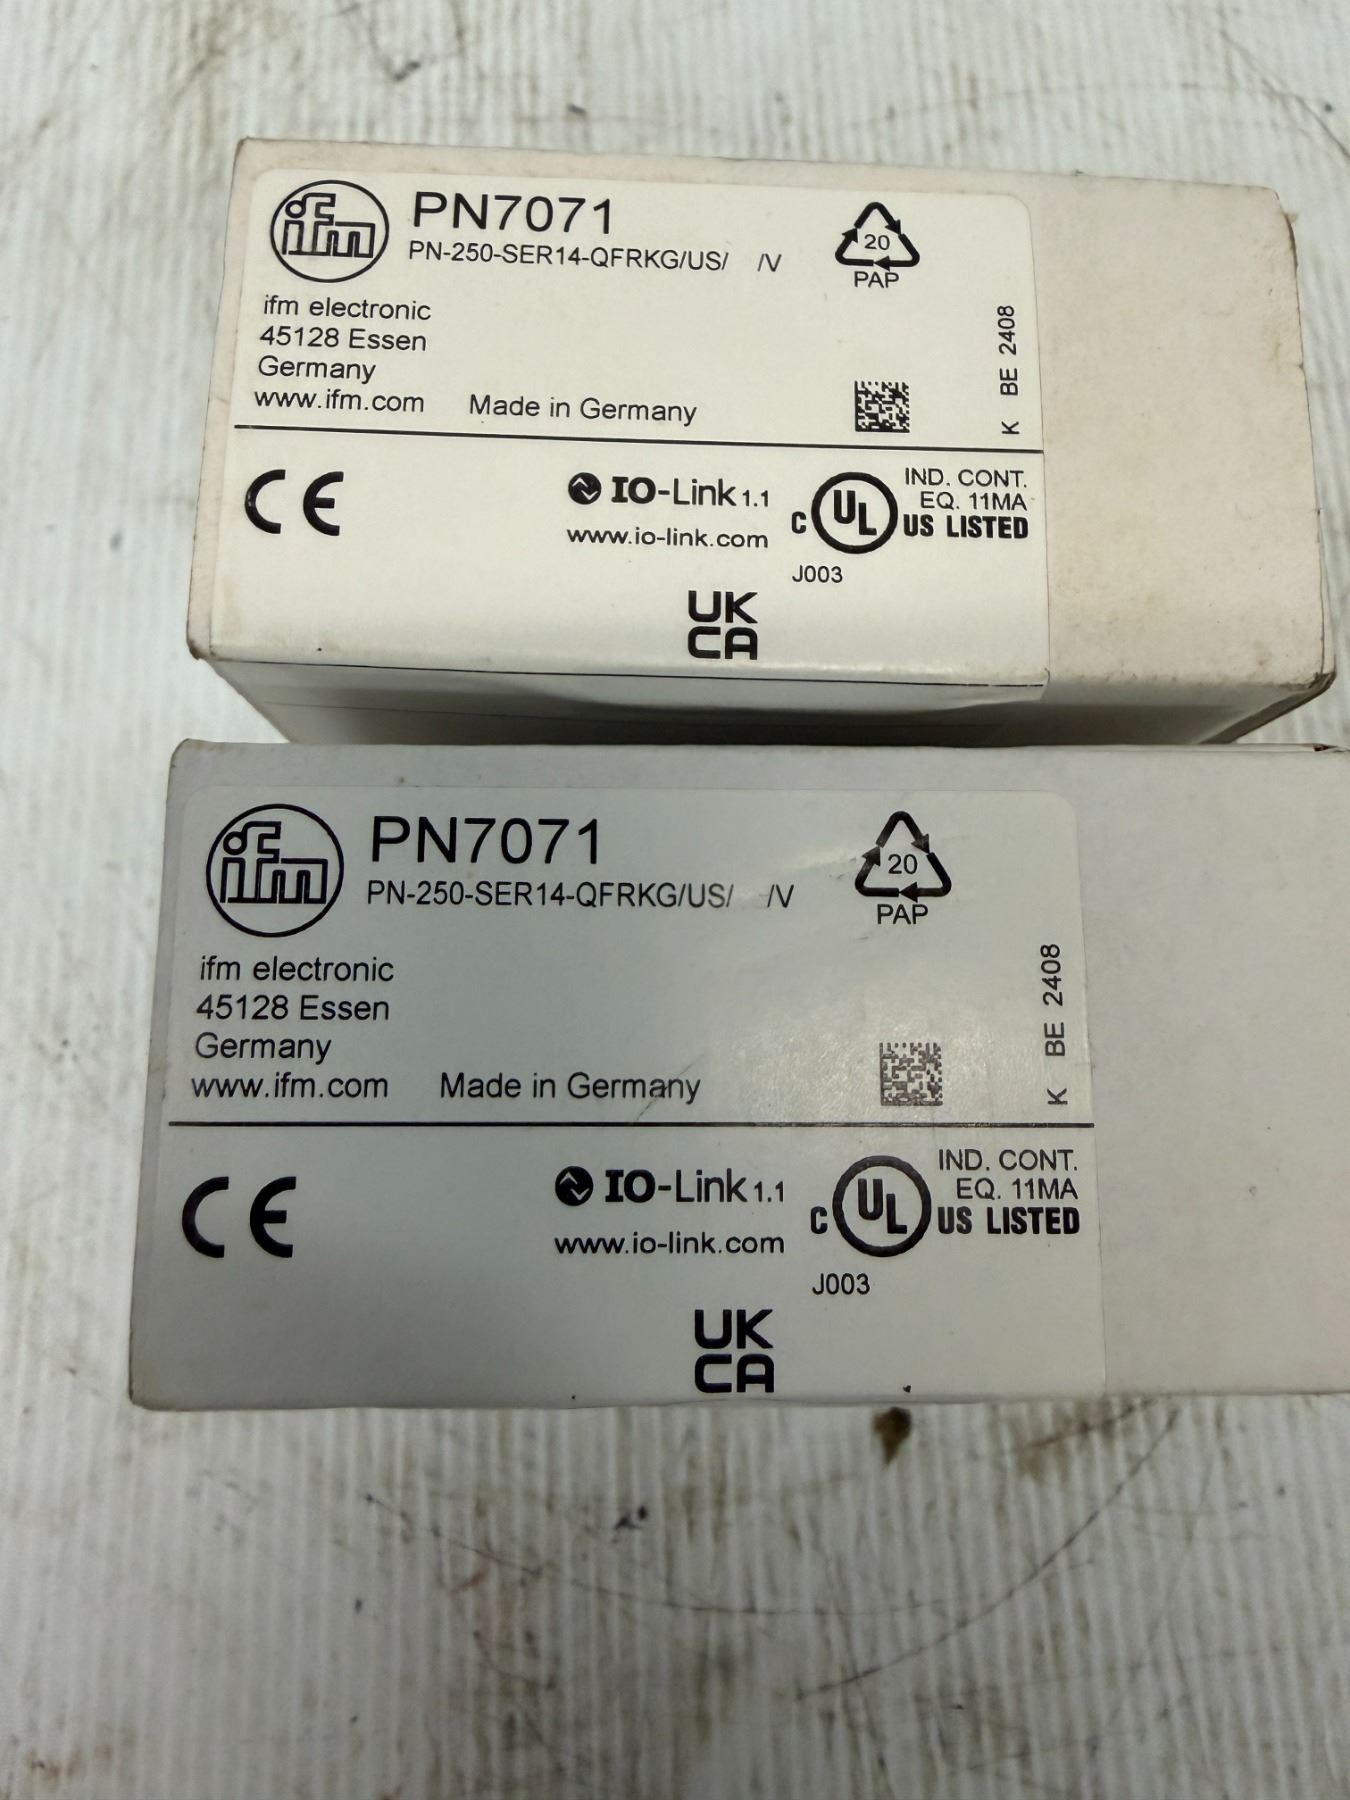 ifm
PN7071
PN-250-SER14-QFRKG/US/ /V
20
PAP
ifm electronic
45128 Essen
Germany
www.ifm.com Made in Germany
K BE 2408
CE
IO-Link 1.1
www.io-link.com
C UL US LISTED
IND. CONT.
EQ. 11MA
J003
UK
CA
ifm
PN7071
PN-250-SER14-QFRKG/US/ /V
20
PAP
ifm electronic
45128 Essen
Germany
www.ifm.com Made in Germany
K BE 2408
CE
IO-Link 1.1
www.io-link.com
C UL US LISTED
IND. CONT.
EQ. 11MA
J003
UK
CA